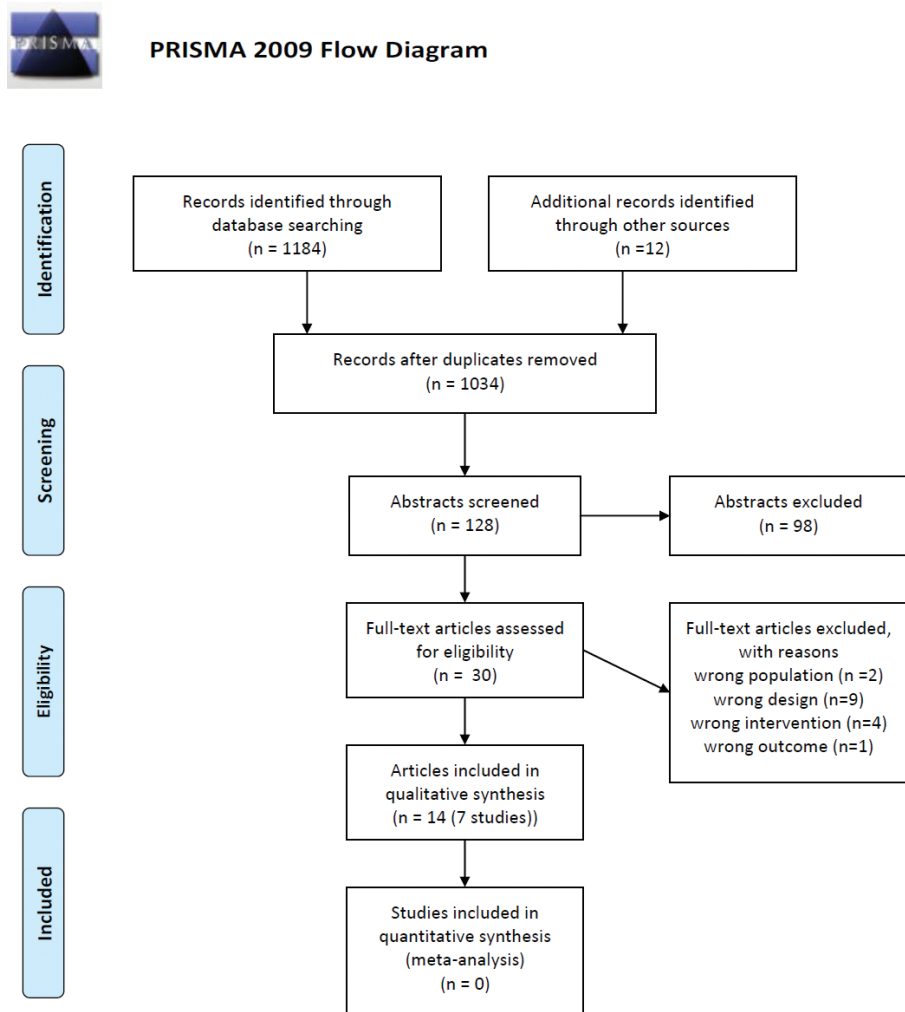 PRISMA
PRISMA 2009 Flow Diagram
Identification
Records identified through
database searching
(n = 1184)
Additional records identified
through other sources
(n =12)
Records after duplicates removed
(n = 1034)
Screening
Abstracts screened
(n = 128)
Abstracts excluded
(n = 98)
Eligibility
Full-text articles assessed
for eligibility
(n =  30)
Full-text articles excluded,
with reasons
wrong population (n =2)
wrong design (n=9)
wrong intervention (n=4)
wrong outcome (n=1)
Articles included in
qualitative synthesis
(n = 14 (7 studies))
Included
Studies included in
quantitative synthesis
(meta-analysis)
(n = 0)